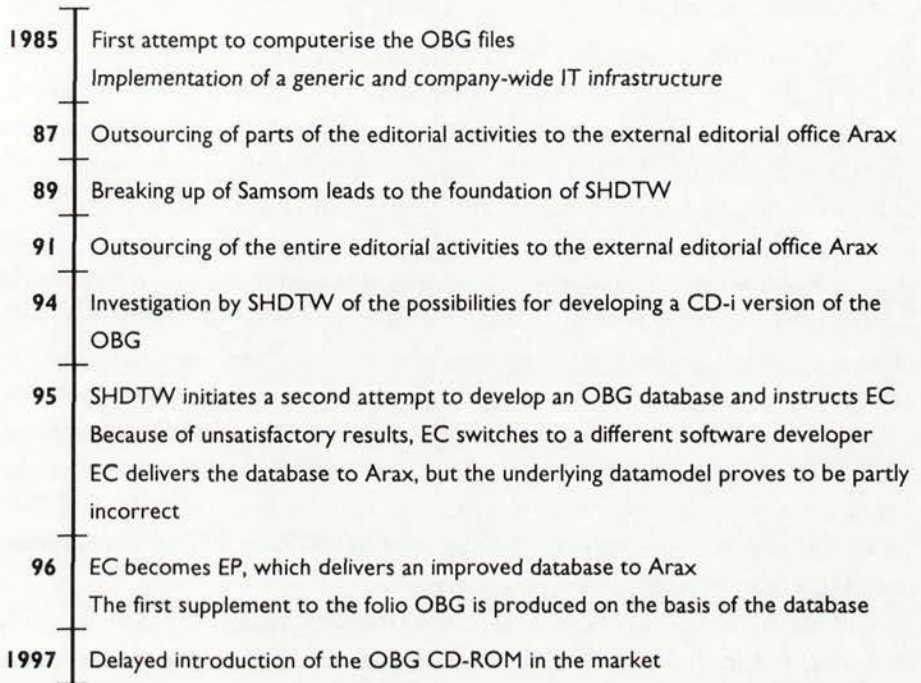 1985 First attempt to computerise the OBG files
Implementation of a generic and company-wide IT infrastructure
87 Outsourcing of parts of the editorial activities to the external editorial office Arax
89 Breaking up of Samsom leads to the foundation of SHDTW
91 Outsourcing of the entire editorial activities to the external editorial office Arax
94 Investigation by SHDTW of the possibilities for developing a CD-i version of the
OBG
95 SHDTW initiates a second attempt to develop an OBG database and instructs EC
Because of unsatisfactory results, EC switches to a different software developer
EC delivers the database to Arax, but the underlying datamodel proves to be partly
incorrect
96 EC becomes EP, which delivers an improved database to Arax
The first supplement to the folio OBG is produced on the basis of the database
1997 Delayed introduction of the OBG CD-ROM in the market